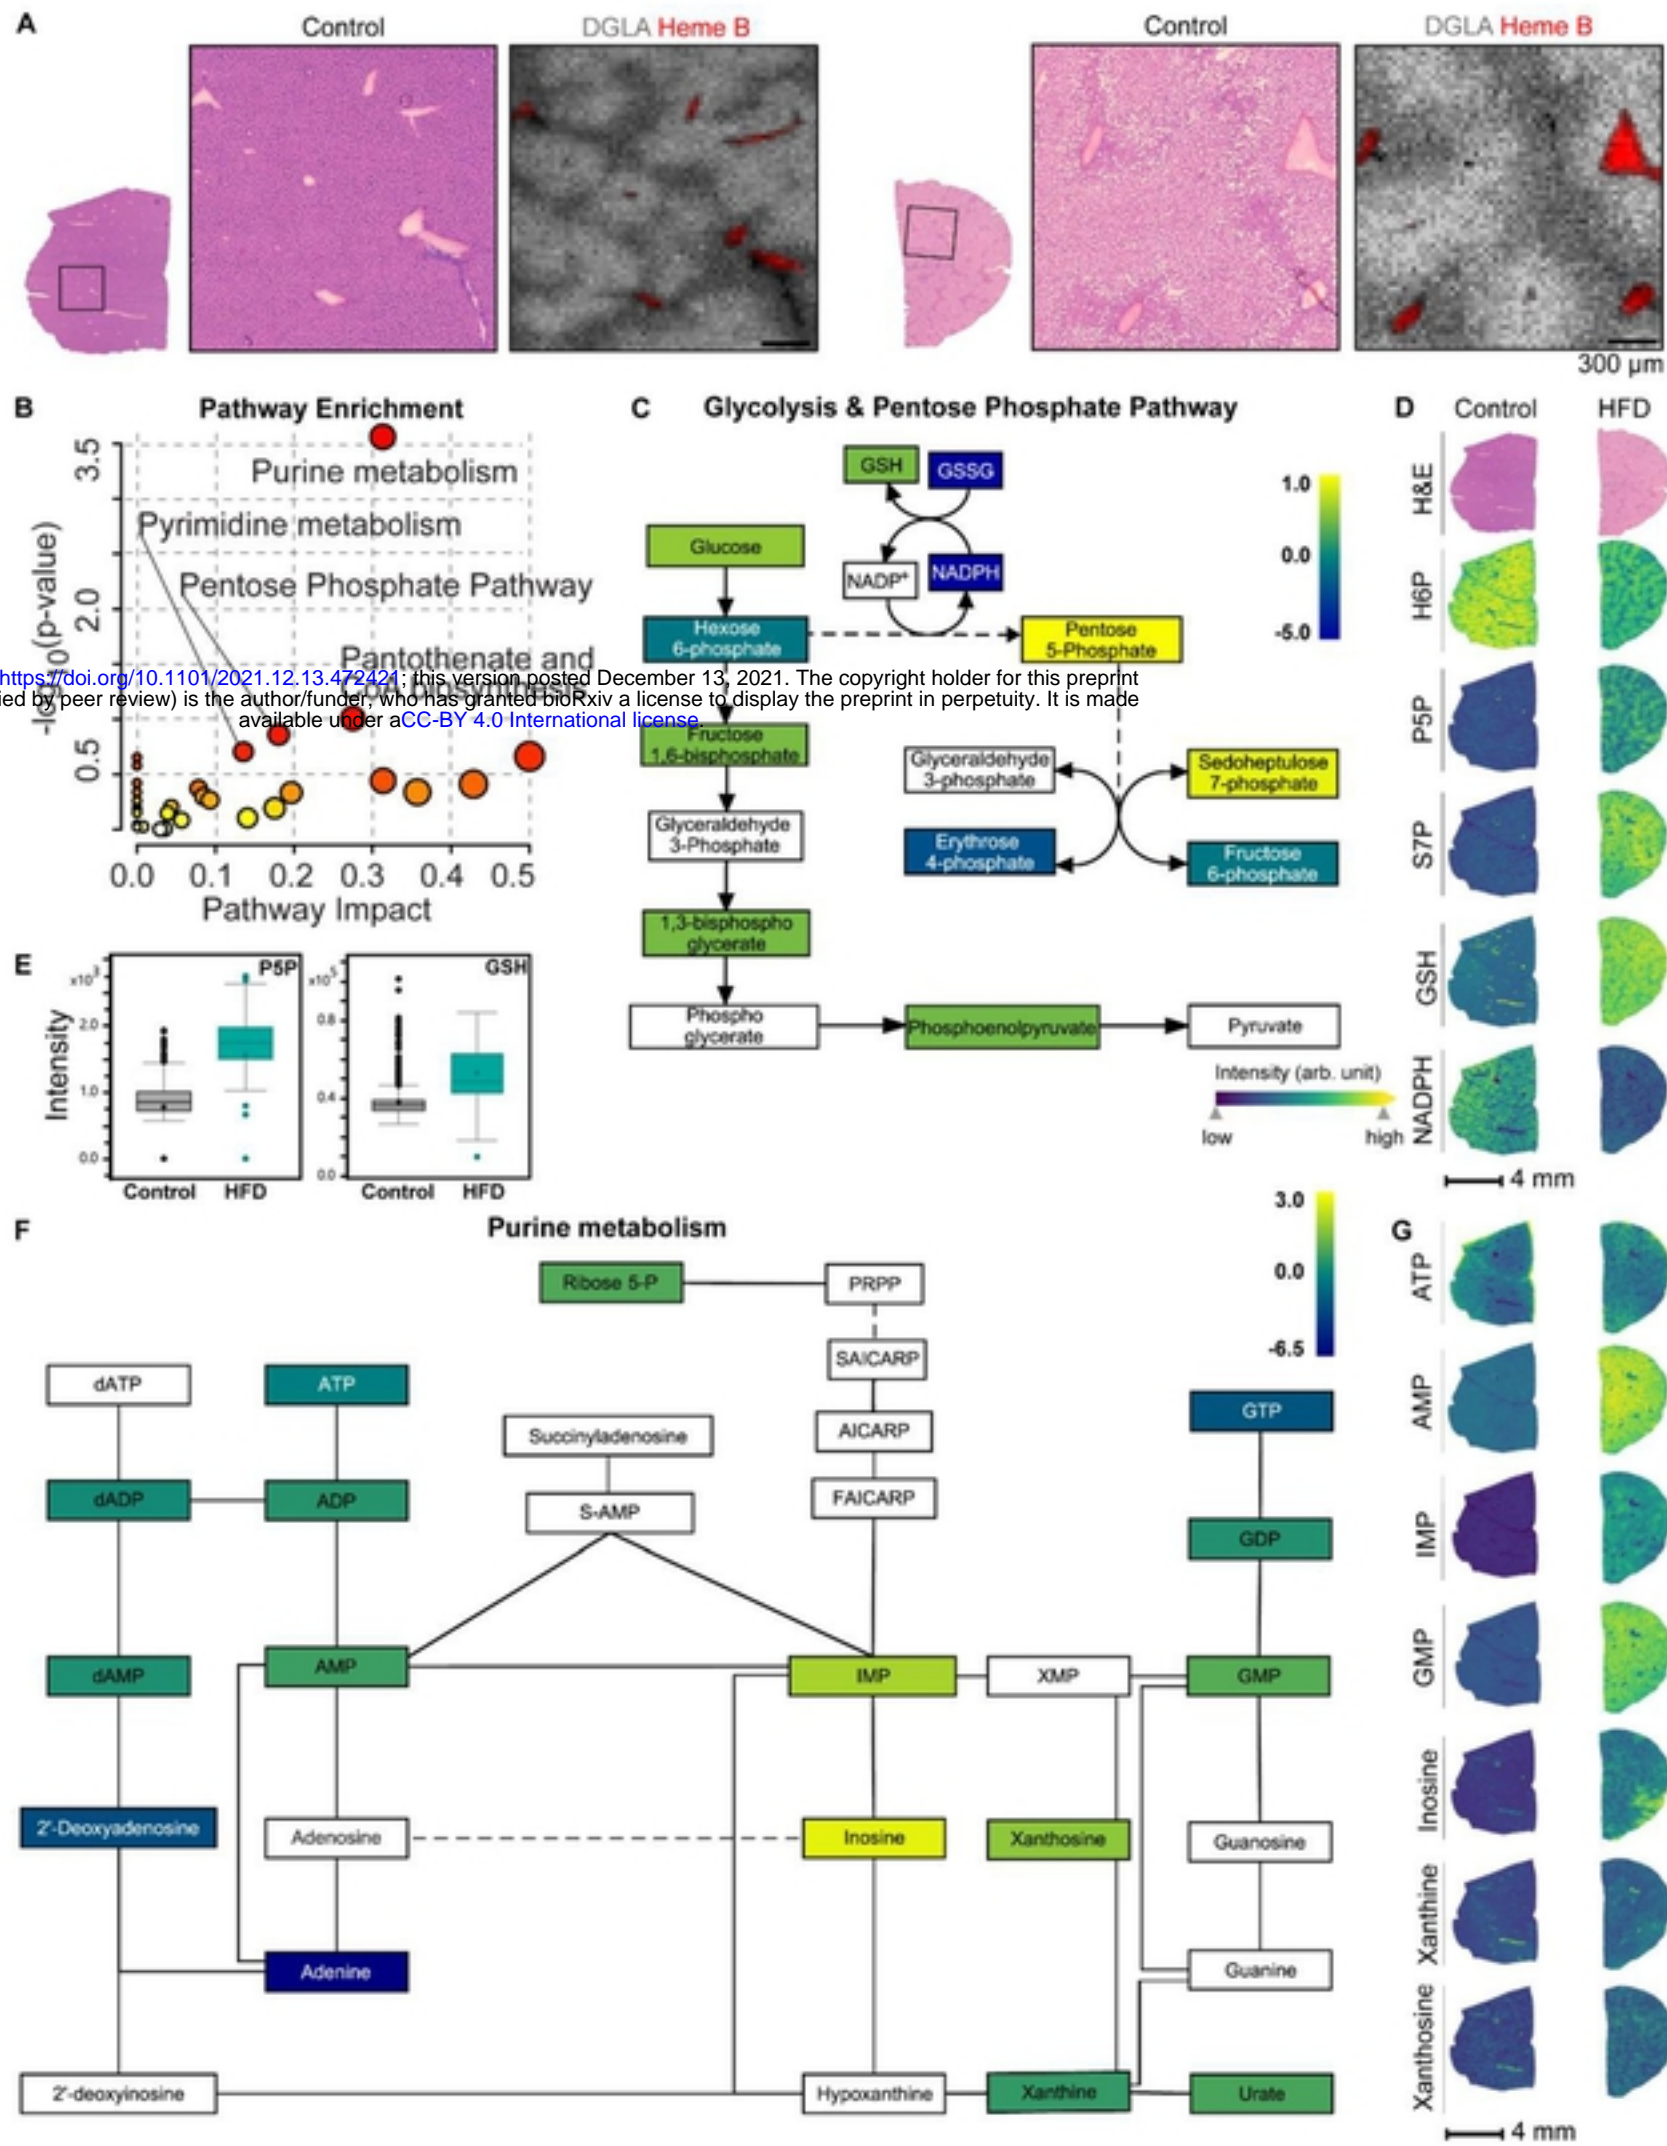 A
Control
DGLA Heme B
Control
DGLA Heme B
300 µm
B
Pathway Enrichment
3.5
2.0
0.5
-log10(p-value)
Purine metabolism
Pyrimidine metabolism
Pentose Phosphate Pathway
Pantothenate and
CoA biosynthesis
0.0 0.1 0.2 0.3 0.4 0.5
Pathway Impact
https://doi.org/10.1101/2021.12.13.472421; this version posted December 13, 2021. The copyright holder for this preprint
ied by peer review) is the author/funder, who has granted bioRxiv a license to display the preprint in perpetuity. It is made
available under aCC-BY 4.0 International license.
C
Glycolysis & Pentose Phosphate Pathway
GSH
GSSG
Glucose
NADP+
NADPH
Hexose
6-phosphate
Pentose
5-Phosphate
1.0
0.0
-5.0
Fructose
1,6-bisphosphate
Glyceraldehyde
3-phosphate
Sedoheptulose
7-phosphate
Glyceraldehyde
3-Phosphate
Erythrose
4-phosphate
Fructose
6-phosphate
1,3-bisphospho
glycerate
Phospho
glycerate
Phosphoenolpyruvate
Pyruvate
Intensity (arb. unit)
low
high
D
Control
HFD
H&E
H6P
P5P
S7P
GSH
NADPH
4 mm
E
Intensity
x103
P5P
2.0
1.0
0.0
Control HFD
x105
GSH
0.8
0.4
0.0
Control HFD
F
Purine metabolism
3.0
0.0
-6.5
Ribose 5-P
PRPP
SAICARP
dATP
ATP
AICARP
GTP
Succinyladenosine
dADP
ADP
S-AMP
FAICARP
GDP
dAMP
AMP
IMP
XMP
GMP
2'-Deoxyadenosine
Adenosine
Inosine
Xanthosine
Guanosine
Adenine
Guanine
2'-deoxyinosine
Hypoxanthine
Xanthine
Urate
G
ATP
AMP
IMP
GMP
Inosine
Xanthine
Xanthosine
4 mm